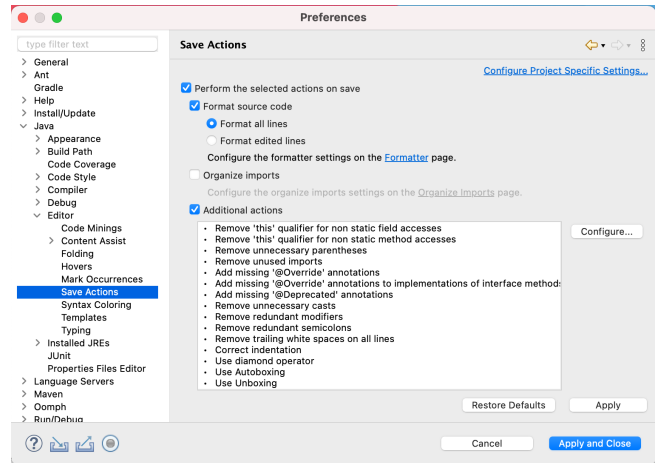 Preferences
type filter text
General
Ant
Gradle
Help
Install/Update
Java
Appearance
Build Path
Code Coverage
Code Style
Compiler
Debug
Editor
Code Minings
Content Assist
Folding
Hovers
Mark Occurrences
Save Actions
Syntax Coloring
Templates
Typing
Installed JREs
JUnit
Properties Files Editor
Language Servers
Maven
Oomph
Run/Debug
Save Actions
Configure Project Specific Settings...
Perform the selected actions on save
Format source code
Format all lines
Format edited lines
Configure the formatter settings on the Formatter page.
Organize imports
Configure the organize imports settings on the Organize Imports page.
Additional actions
• Remove 'this' qualifier for non static field accesses
• Remove 'this' qualifier for non static method accesses
• Remove unnecessary parentheses
• Remove unused imports
• Add missing '@Override' annotations
• Add missing '@Override' annotations to implementations of interface methods
• Add missing '@Deprecated' annotations
• Remove unnecessary casts
• Remove redundant modifiers
• Remove redundant semicolons
• Remove trailing white spaces on all lines
• Correct indentation
• Use diamond operator
• Use Autoboxing
• Use Unboxing
Configure...
Restore Defaults
Apply
?
Cancel
Apply and Close